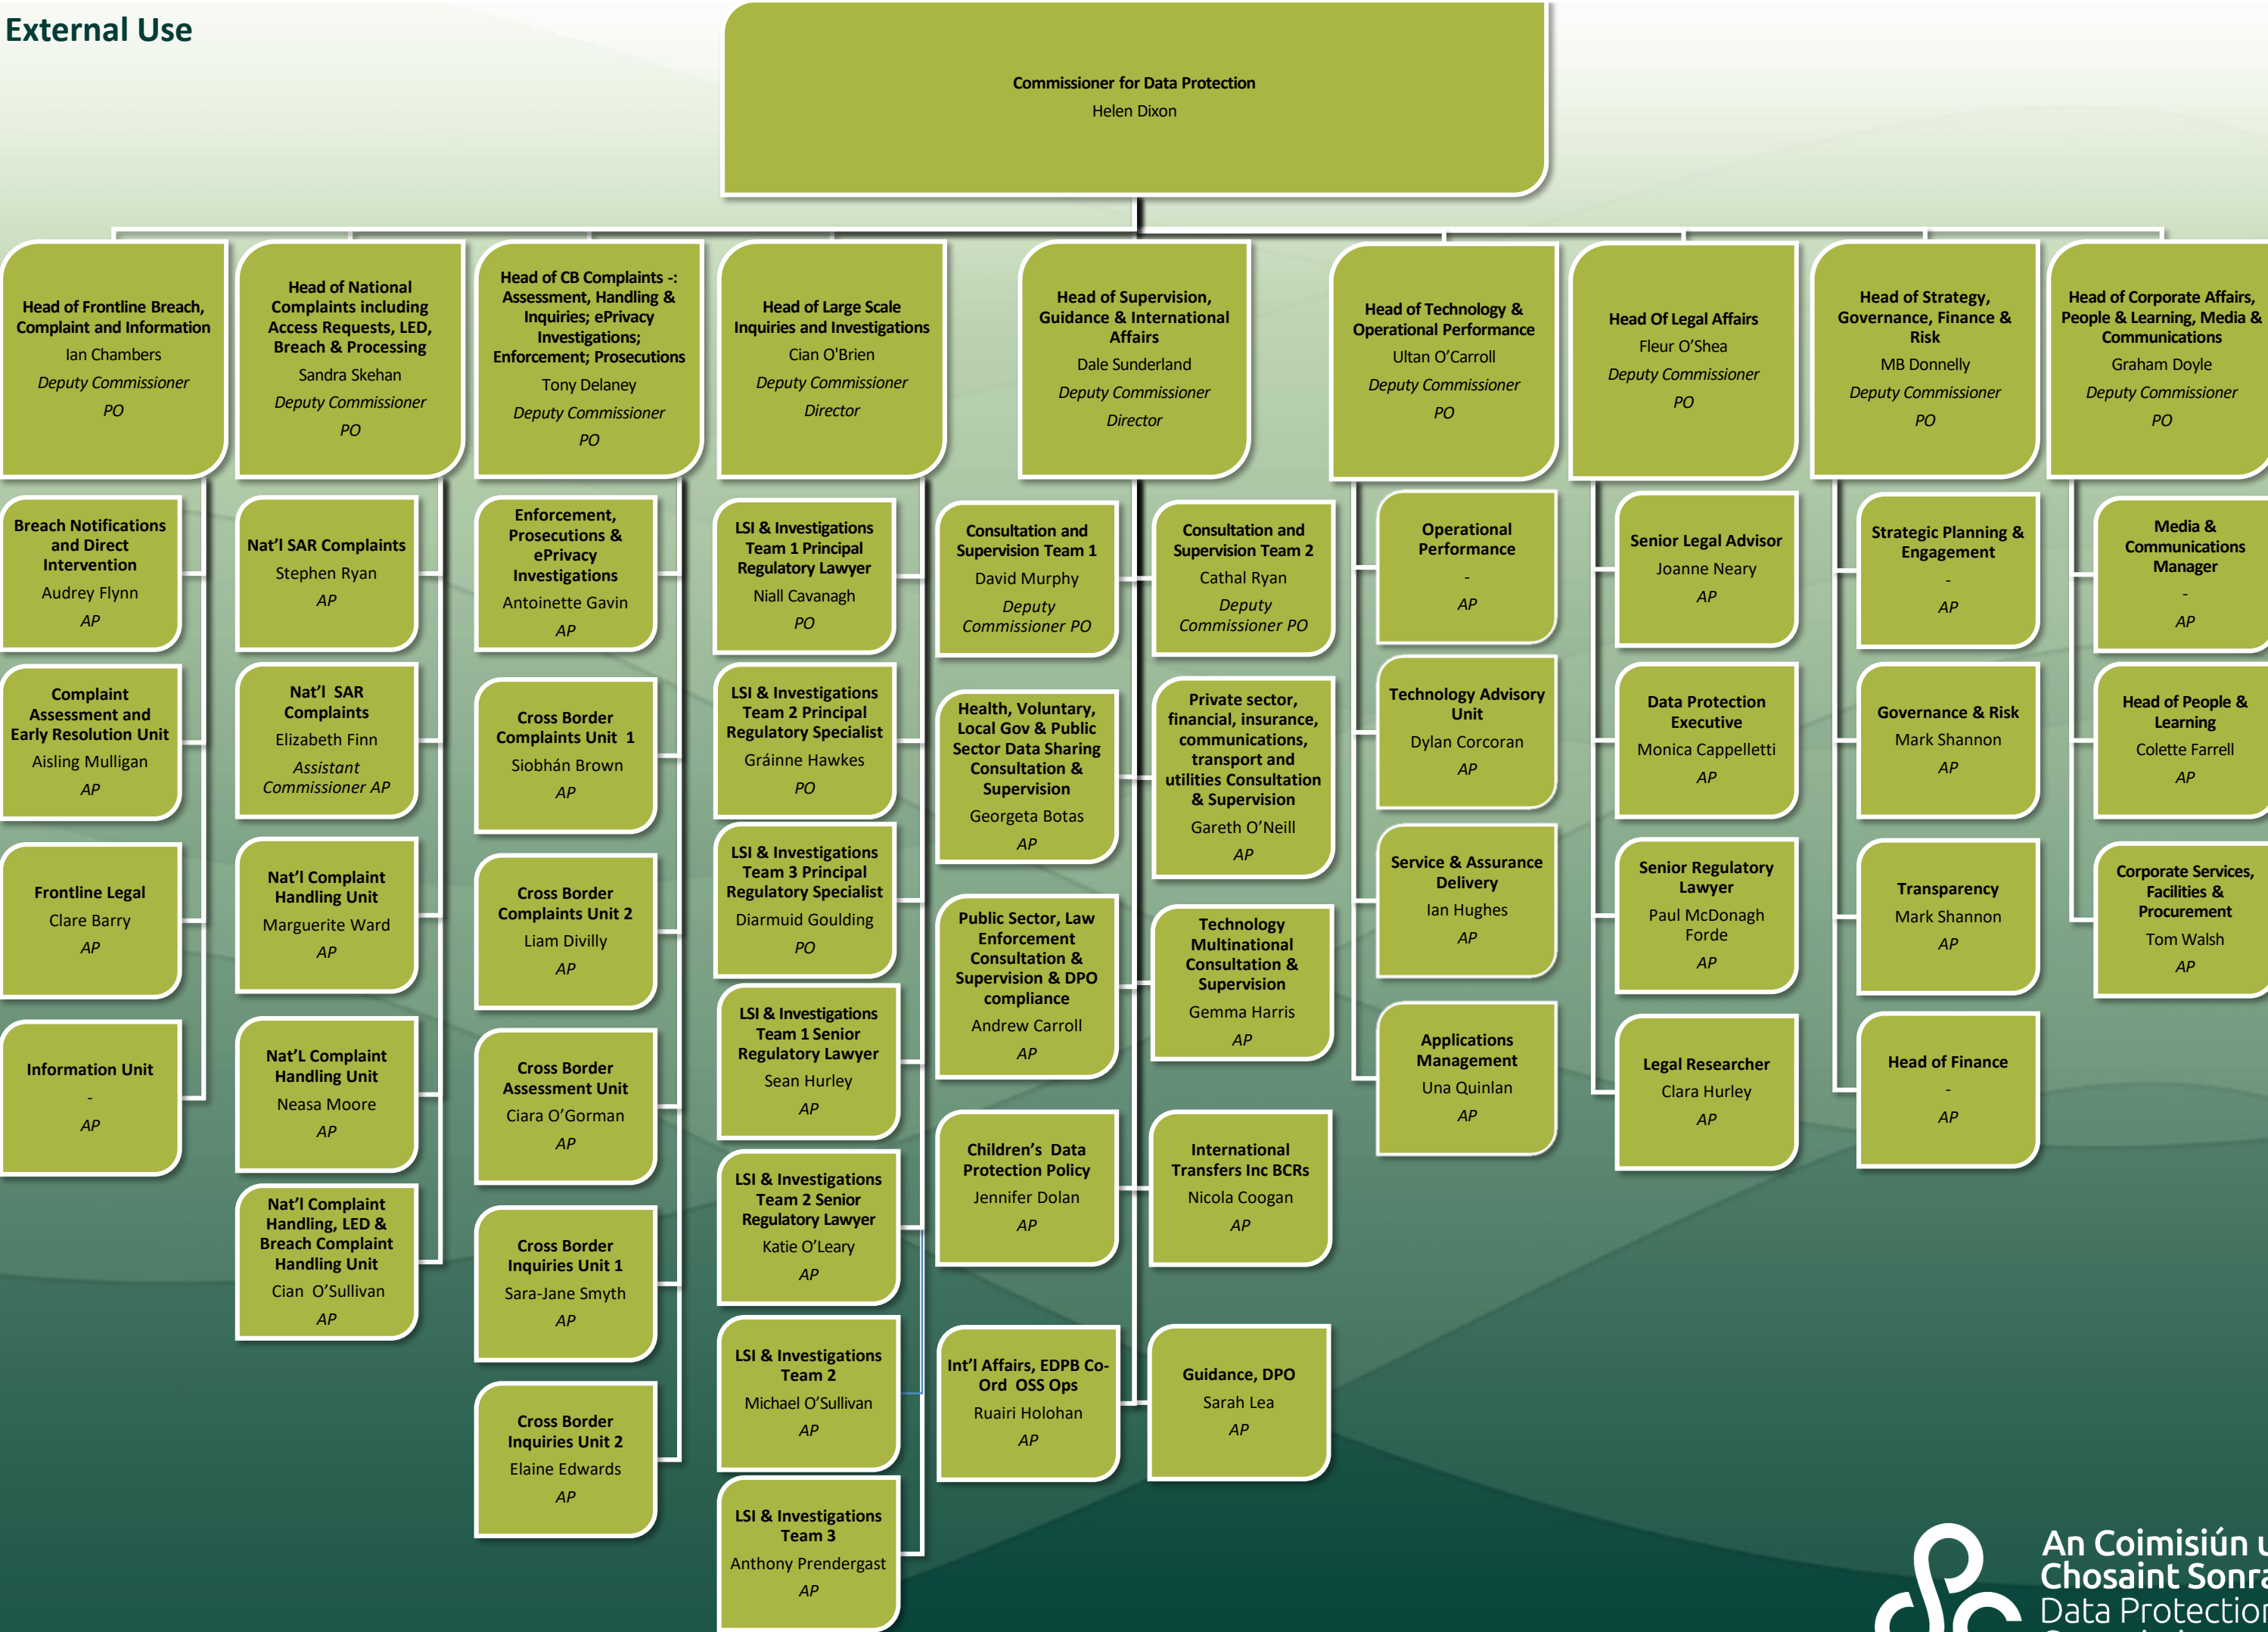 External Use
Commissioner for Data Protection
Helen Dixon
Head of Frontline Breach,
Complaint and Information
Ian Chambers
Deputy Commissioner
PO
Head of National
Complaints including
Access Requests, LED,
Breach & Processing
Sandra Skehan
Deputy Commissioner
PO
Head of CB Complaints -:
Assessment, Handling &
Inquiries; ePrivacy
Investigations;
Enforcement; Prosecutions
Tony Delaney
Deputy Commissioner
PO
Head of Large Scale
Inquiries and Investigations
Cian O'Brien
Deputy Commissioner
Director
Head of Supervision,
Guidance & International
Affairs
Dale Sunderland
Deputy Commissioner
Director
Head of Technology &
Operational Performance
Ultan O’Carroll
Deputy Commissioner
PO
Head Of Legal Affairs
Fleur O’Shea
Deputy Commissioner
PO
Head of Strategy,
Governance, Finance &
Risk
MB Donnelly
Deputy Commissioner
PO
Head of Corporate Affairs,
People & Learning, Media &
Communications
Graham Doyle
Deputy Commissioner
PO
Breach Notifications
and Direct
Intervention
Audrey Flynn
AP
Complaint
Assessment and
Early Resolution Unit
Aisling Mulligan
AP
Frontline Legal
Clare Barry
AP
Information Unit
-
AP
Nat’l SAR Complaints
Stephen Ryan
AP
Nat’l SAR
Complaints
Elizabeth Finn
Assistant
Commissioner AP
Nat’l Complaint
Handling Unit
Marguerite Ward
AP
Nat’L Complaint
Handling Unit
Neasa Moore
AP
Nat’l Complaint
Handling, LED &
Breach Complaint
Handling Unit
Cian O’Sullivan
AP
Enforcement,
Prosecutions &
ePrivacy
Investigations
Antoinette Gavin
AP
Cross Border
Complaints Unit 1
Siobhán Brown
AP
Cross Border
Complaints Unit 2
Liam Divilly
AP
Cross Border
Assessment Unit
Ciara O’Gorman
AP
Cross Border
Inquiries Unit 1
Sara-Jane Smyth
AP
Cross Border
Inquiries Unit 2
Elaine Edwards
AP
LSI & Investigations
Team 1 Principal
Regulatory Lawyer
Niall Cavanagh
PO
LSI & Investigations
Team 2 Principal
Regulatory Specialist
Gráinne Hawkes
PO
LSI & Investigations
Team 3 Principal
Regulatory Specialist
Diarmuid Goulding
PO
LSI & Investigations
Team 1 Senior
Regulatory Lawyer
Sean Hurley
AP
LSI & Investigations
Team 2 Senior
Regulatory Lawyer
Katie O’Leary
AP
LSI & Investigations
Team 2
Michael O’Sullivan
AP
LSI & Investigations
Team 3
Anthony Prendergast
AP
Consultation and
Supervision Team 1
David Murphy
Deputy
Commissioner PO
Health, Voluntary,
Local Gov & Public
Sector Data Sharing
Consultation &
Supervision
Georgeta Botas
AP
Public Sector, Law
Enforcement
Consultation &
Supervision & DPO
compliance
Andrew Carroll
AP
Children’s Data
Protection Policy
Jennifer Dolan
AP
Int’l Affairs, EDPB Co-
Ord OSS Ops
Ruairi Holohan
AP
Consultation and
Supervision Team 2
Cathal Ryan
Deputy
Commissioner PO
Private sector,
financial, insurance,
communications,
transport and
utilities Consultation
& Supervision
Gareth O’Neill
AP
Technology
Multinational
Consultation &
Supervision
Gemma Harris
AP
International
Transfers Inc BCRs
Nicola Coogan
AP
Guidance, DPO
Sarah Lea
AP
Operational
Performance
-
AP
Technology Advisory
Unit
Dylan Corcoran
AP
Service & Assurance
Delivery
Ian Hughes
AP
Applications
Management
Una Quinlan
AP
Senior Legal Advisor
Joanne Neary
AP
Data Protection
Executive
Monica Cappelletti
AP
Senior Regulatory
Lawyer
Paul McDonagh
Forde
AP
Legal Researcher
Clara Hurley
AP
Strategic Planning &
Engagement
-
AP
Governance & Risk
Mark Shannon
AP
Transparency
Mark Shannon
AP
Head of Finance
-
AP
Media &
Communications
Manager
-
AP
Head of People &
Learning
Colette Farrell
AP
Corporate Services,
Facilities &
Procurement
Tom Walsh
AP
An Coimisiún
Chosaint
Data Protection